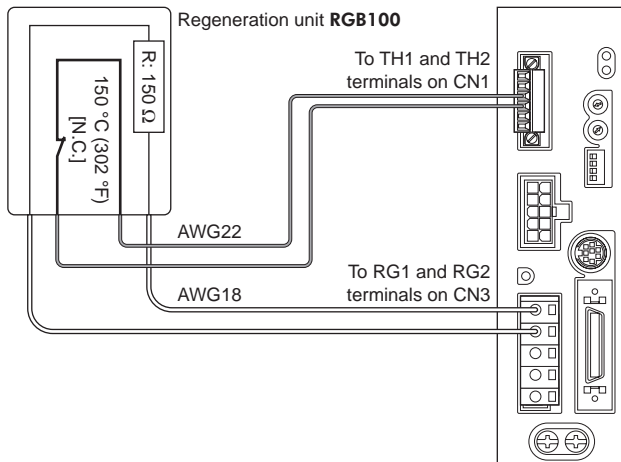 Regeneration unit RGB100
To TH1 and TH2
terminals on CN1
R: 150 Ω
150 °C (302 °F)
[N.C.]
AWG22
To RG1 and RG2
terminals on CN3
AWG18